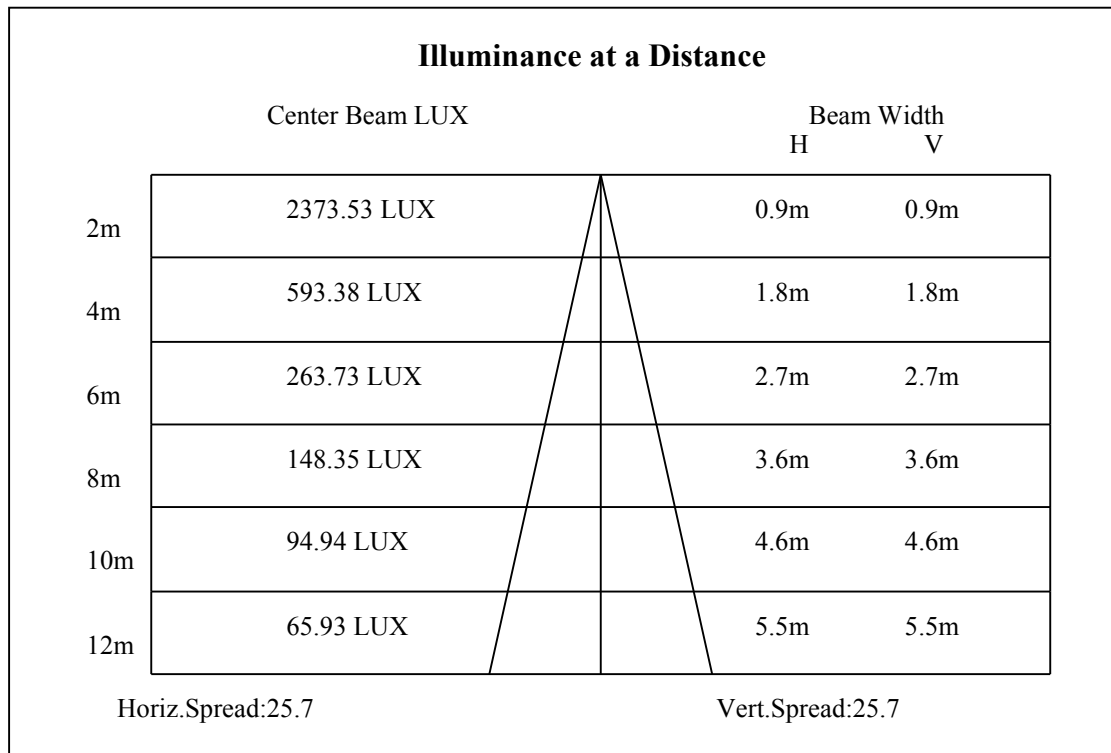 Illuminance at a Distance
Center Beam LUX Beam Width
H V
2m 2373.53 LUX 0.9m 0.9m
4m 593.38 LUX 1.8m 1.8m
6m 263.73 LUX 2.7m 2.7m
8m 148.35 LUX 3.6m 3.6m
10m 94.94 LUX 4.6m 4.6m
12m 65.93 LUX 5.5m 5.5m
Horiz.Spread:25.7 Vert.Spread:25.7